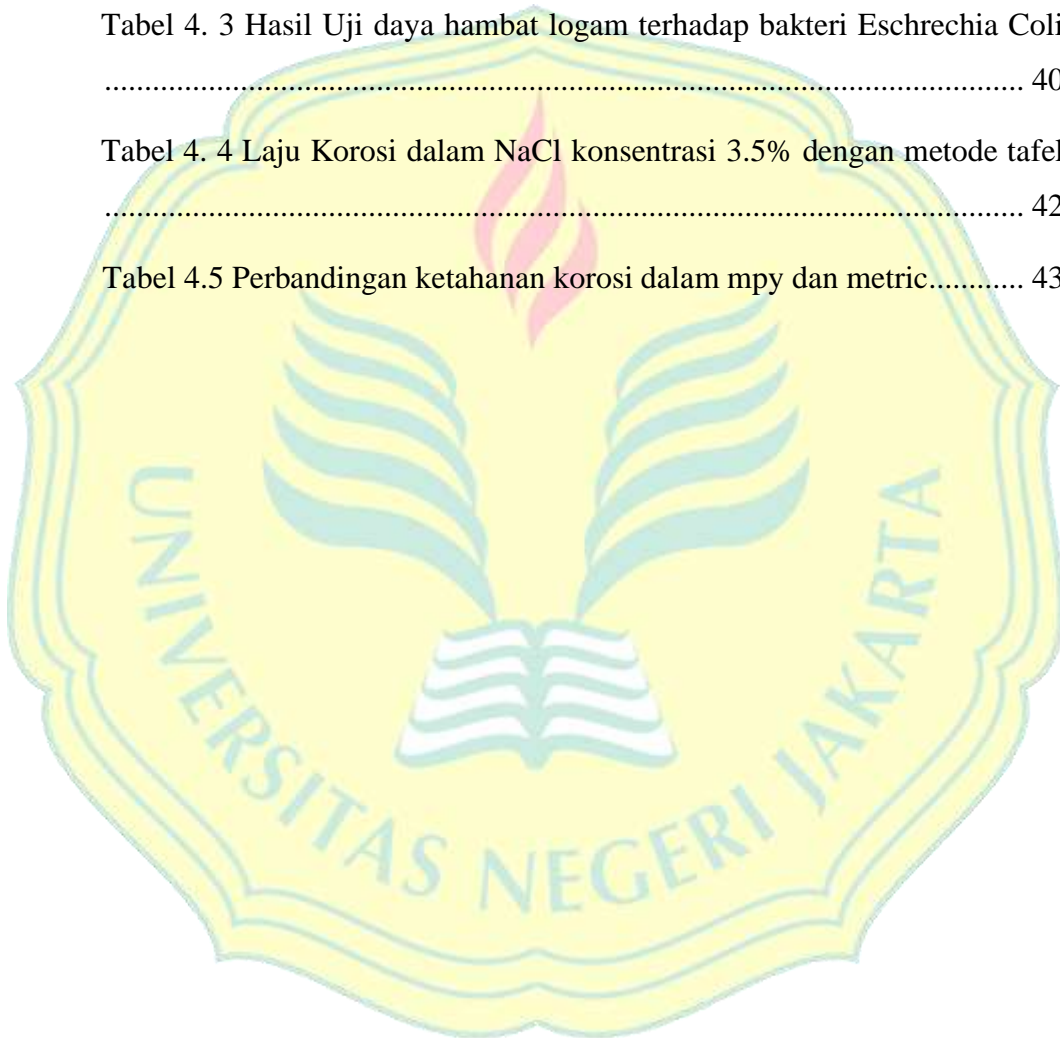 Tabel 4. 3 Hasil Uji daya hambat logam terhadap bakteri Eschrechia Coli
.................................................................................................................... 40
Tabel 4. 4 Laju Korosi dalam NaCl konsentrasi 3.5% dengan metode tafel
.................................................................................................................... 42
Tabel 4.5 Perbandingan ketahanan korosi dalam mpy dan metric............ 43
UNIVERSITAS NEGERI JAKARTA